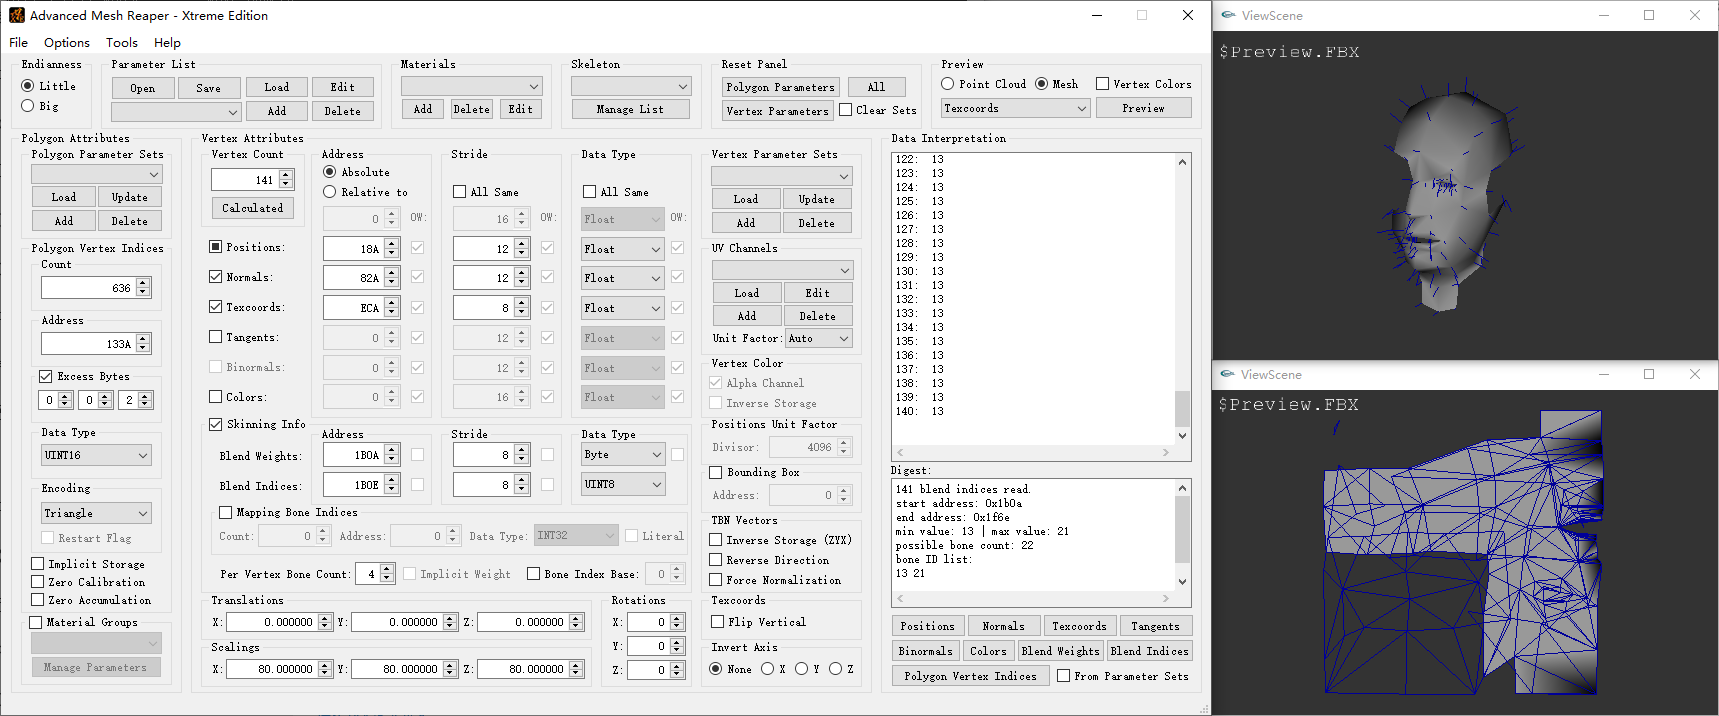 Advanced Mesh Reaper - Xtreme Edition
File Options Tools Help
Endianness
Little
Big
Parameter List
Open Save Load Edit
Add Delete
Materials
Add Delete Edit
Skeleton
Manage List
Reset Panel
Polygon Parameters All
Vertex Parameters Clear Sets
Preview
Point Cloud Mesh Vertex Colors
Texcoords Preview
Polygon Attributes
Polygon Parameter Sets
Load Update
Add Delete
Polygon Vertex Indices
Count
636
Address
133A
Excess Bytes
0 0 2
Data Type
UINT16
Encoding
Triangle
Restart Flag
Implicit Storage
Zero Calibration
Zero Accumulation
Material Groups
Manage Parameters
Vertex Attributes
Vertex Count
141
Calculated
Address
Absolute
Relative to
0 OW:
Stride
All Same
16 OW:
Data Type
All Same
Float OW:
Positions: 18A 12 Float
Normals: 82A 12 Float
Texcoords: ECA 8 Float
Tangents: 0 12 Float
Binormals: 0 12 Float
Colors: 0 16 Float
Skinning Info
Address Stride Data Type
Blend Weights: 1B0A 8 Byte
Blend Indices: 1B0E 8 UINT8
Mapping Bone Indices
Count: 0 Address: 0 Data Type: INT32 Literal
Per Vertex Bone Count: 4 Implicit Weight Bone Index Base: 0
Translations
X: 0.000000 Y: 0.000000 Z: 0.000000
Scalings
X: 80.000000 Y: 80.000000 Z: 80.000000
Rotations
X: 0
Y: 0
Z: 0
Vertex Parameter Sets
Load Update
Add Delete
UV Channels
Load Edit
Add Delete
Unit Factor: Auto
Vertex Color
Alpha Channel
Inverse Storage
Positions Unit Factor
Divisor: 4096
Bounding Box
Address: 0
TBN Vectors
Inverse Storage (ZYX)
Reverse Direction
Force Normalization
Texcoords
Flip Vertical
Invert Axis
None X Y Z
Data Interpretation
122: 13
123: 13
124: 13
125: 13
126: 13
127: 13
128: 13
129: 13
130: 13
131: 13
132: 13
133: 13
134: 13
135: 13
136: 13
137: 13
138: 13
139: 13
140: 13
Digest:
141 blend indices read.
start address: 0x1b0a
end address: 0x1f6e
min value: 13 | max value: 21
possible bone count: 22
bone ID list:
13 21
Positions Normals Texcoords Tangents
Binormals Colors Blend Weights Blend Indices
Polygon Vertex Indices From Parameter Sets
ViewScene
$Preview.FBX
ViewScene
$Preview.FBX